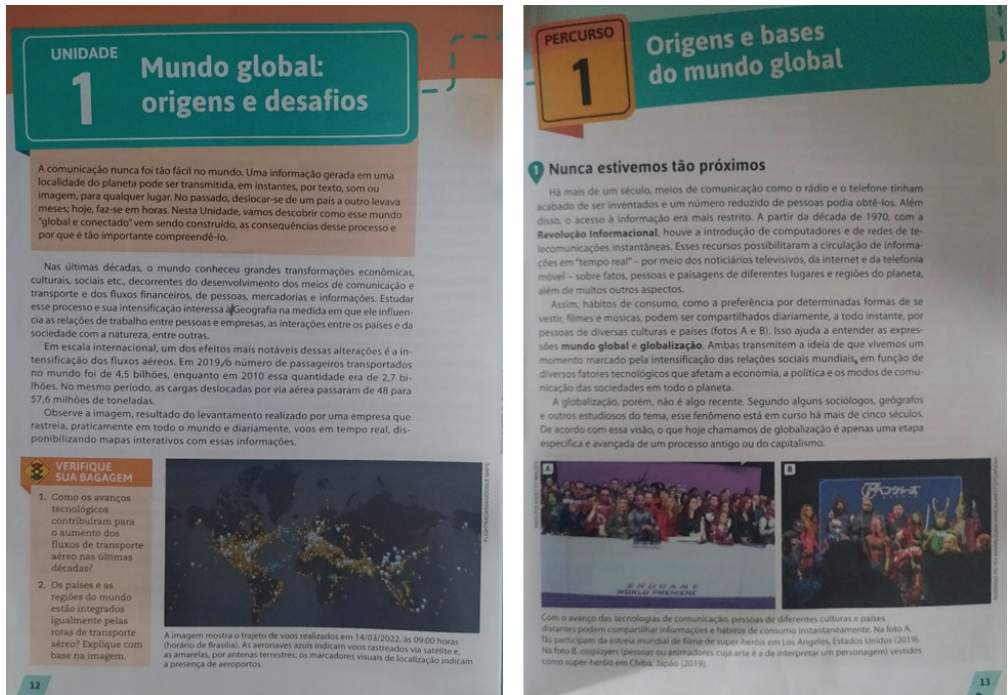 UNIDADE
1
Mundo global:
origens e desafios
A comunicação nunca foi tão fácil no mundo. Uma informação gerada em uma
localidade do planeta pode ser transmitida, em instantes, por texto, som ou
imagem, para qualquer lugar. No passado, deslocar-se de um país a outro levava
meses; hoje, faz-se em horas. Nesta Unidade, vamos descobrir como esse mundo
"global e conectado" vem sendo construído, as consequências desse processo e
por que é tão importante compreendê-lo.
Nas últimas décadas, o mundo conheceu grandes transformações econômicas,
culturais, sociais etc., decorrentes do desenvolvimento dos meios de comunicação e
transporte e dos fluxos financeiros, de pessoas, mercadorias e informações. Estudar
esse processo e sua intensificação interessa à Geografia na medida em que ele influen-
cia as relações de trabalho entre pessoas e empresas, as interações entre os países e da
sociedade com a natureza, entre outras.
Em escala internacional, um dos efeitos mais notáveis dessas alterações é a in-
tensificação dos fluxos aéreos. Em 2019, o número de passageiros transportados
no mundo foi de 4,5 bilhões, enquanto em 2010 essa quantidade era de 2,7 bi-
lhões. No mesmo período, as cargas deslocadas por via aérea passaram de 48 para
57,6 milhões de toneladas.
Observe a imagem, resultado do levantamento realizado por uma empresa que
rastreia, praticamente em todo o mundo e diariamente, voos em tempo real, dis-
ponibilizando mapas interativos com essas informações.
VERIFIQUE
SUA BAGAGEM
1. Como os avanços
tecnológicos
contribuíram para
o aumento dos
fluxos de transporte
aéreo nas últimas
décadas?
2. Os países e as
regiões do mundo
estão integrados
igualmente pelas
rotas de transporte
aéreo? Explique com
base na imagem.
A imagem mostra o trajeto de voos realizados em 14/03/2022, às 09:00 horas
(horário de Brasília). As aeronaves azuis indicam voos rastreados via satélite e,
as amarelas, por antenas terrestres; os marcadores visuais de localização indicam
a presença de aeroportos.
12
PERCURSO
1
Origens e bases
do mundo global
1 Nunca estivemos tão próximos
Há mais de um século, meios de comunicação como o rádio e o telefone tinham
acabado de ser inventados e um número reduzido de pessoas podia obtê-los. Além
disso, o acesso à informação era mais restrito. A partir da década de 1970, com a
Revolução Informacional, houve a introdução de computadores e de redes de te-
lecomunicações instantâneas. Esses recursos possibilitaram a circulação de informa-
ções em "tempo real" – por meio dos noticiários televisivos, da internet e da telefonia
móvel – sobre fatos, pessoas e paisagens de diferentes lugares e regiões do planeta,
além de muitos outros aspectos.
Assim, hábitos de consumo, como a preferência por determinadas formas de se
vestir, filmes e músicas, podem ser compartilhados diariamente, a todo instante, por
pessoas de diversas culturas e países (fotos A e B). Isso ajuda a entender as expres-
sões mundo global e globalização. Ambas transmitem a ideia de que vivemos um
momento marcado pela intensificação das relações sociais mundiais, em função de
diversos fatores tecnológicos que afetam a economia, a política e os modos de comu-
nicação das sociedades em todo o planeta.
A globalização, porém, não é algo recente. Segundo alguns sociólogos, geógrafos
e outros estudiosos do tema, esse fenômeno está em curso há mais de cinco séculos.
De acordo com essa visão, o que hoje chamamos de globalização é apenas uma etapa
específica e avançada de um processo antigo ou do capitalismo.
A
B
アベンジャーズ
ENDGAME
WORLD PREMIERE
Com o avanço das tecnologias de comunicação, pessoas de diferentes culturas e países
distantes podem compartilhar informações e hábitos de consumo instantaneamente. Na foto A,
fãs participam da estreia mundial de filme de super-heróis em Los Angeles, Estados Unidos (2019).
Na foto B, cosplayers (pessoas ou animadores cuja arte é a de interpretar um personagem) vestidos
como super-heróis em Chiba, Japão (2019).
13